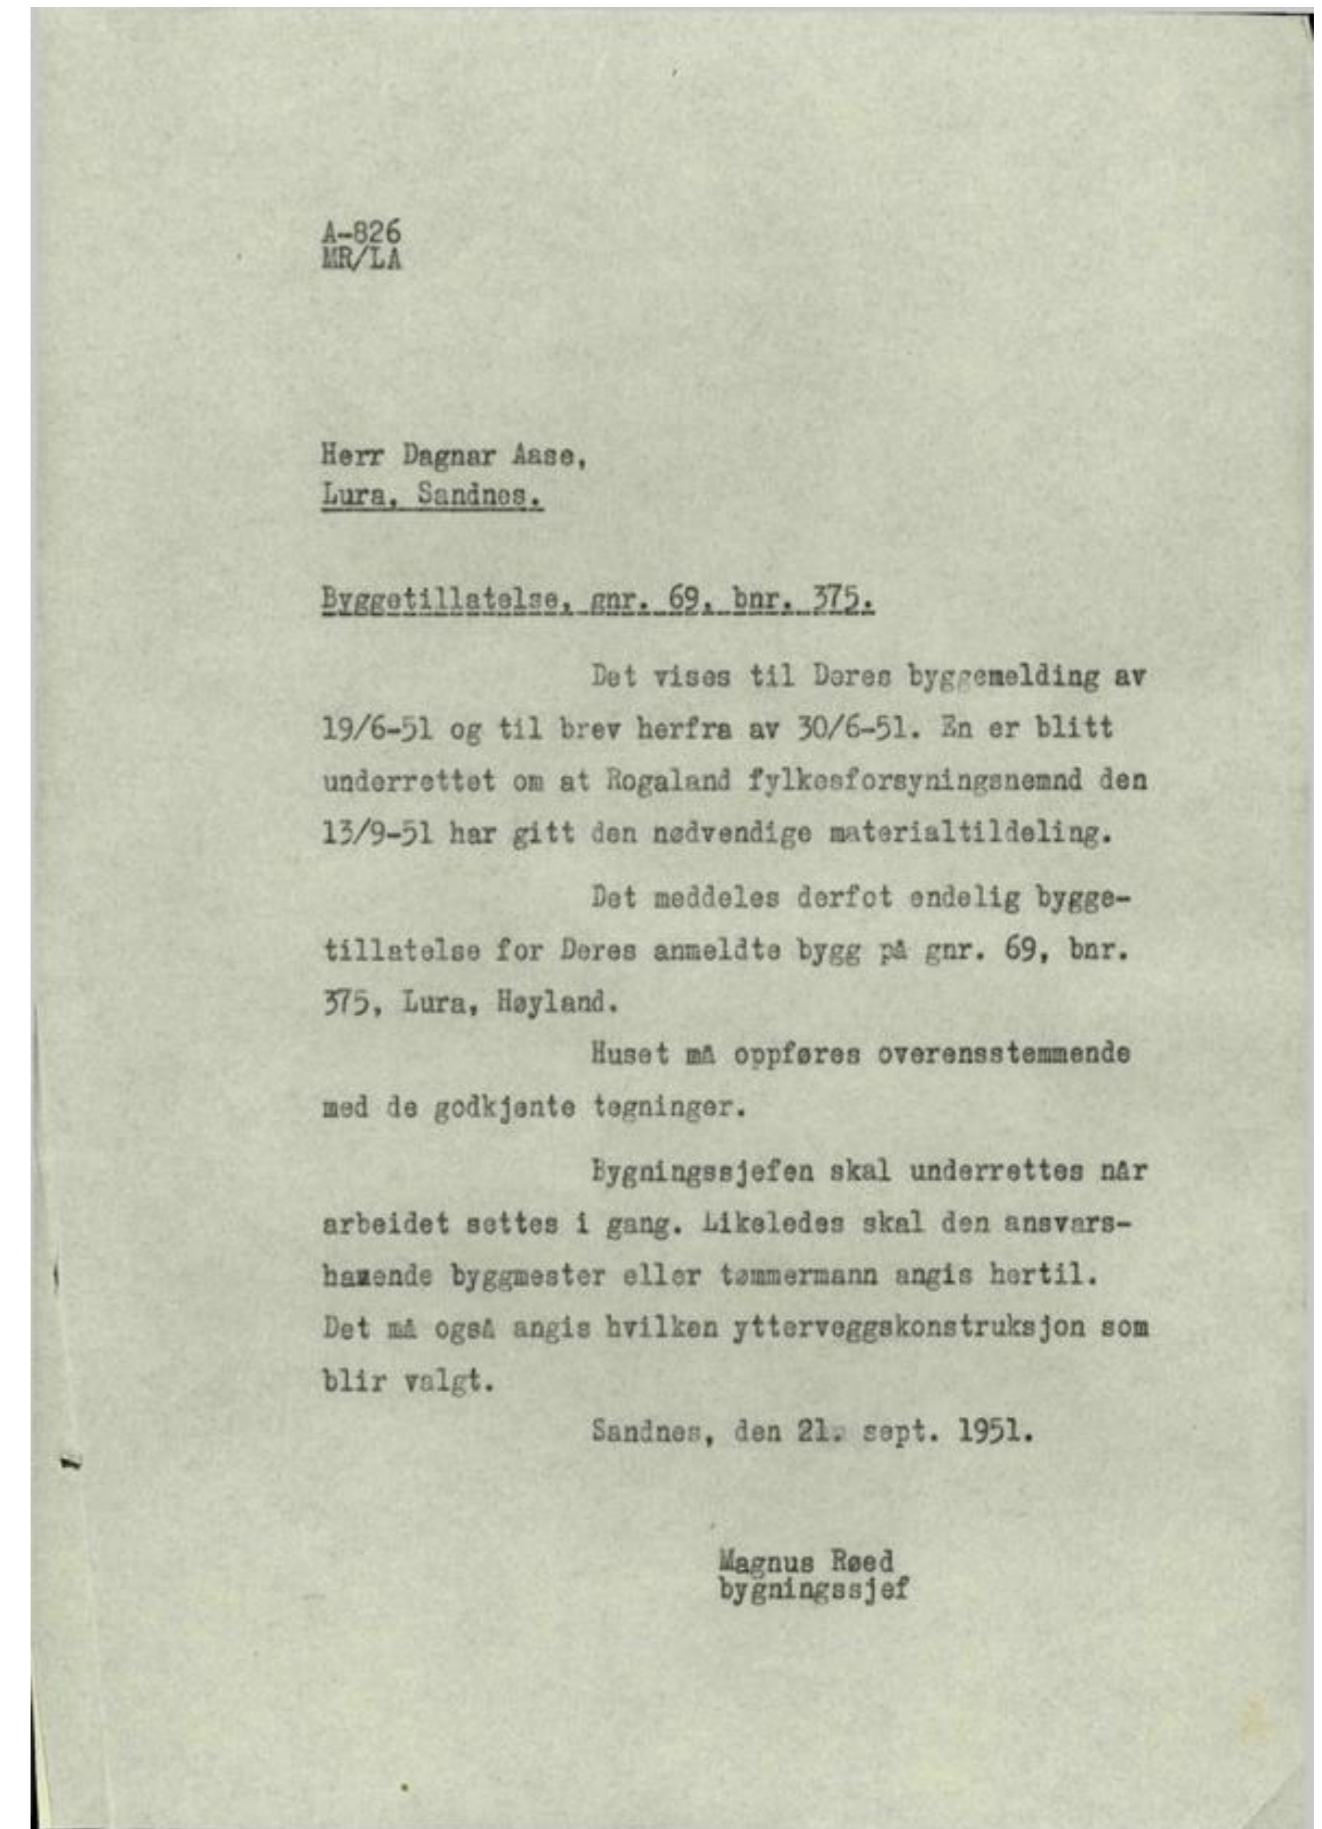 A-826
MR/LA
Herr Dagnar Aase,
Lura, Sandnes.
Byggetillatelse, gnr. 69, bnr. 375.
Det vises til Deres byggemelding av
19/6-51 og til brev herfra av 30/6-51. En er blitt
underrettet om at Rogaland fylkesforsyningsnemnd den
13/9-51 har gitt den nødvendige materialtildeling.
Det meddeles derfot endelig bygge-
tillatelse for Deres anmeldte bygg på gnr. 69, bnr.
375, Lura, Høyland.
Huset må oppføres overensstemmende
med de godkjente tegninger.
Bygningssjefen skal underrettes når
arbeidet settes i gang. Likeledes skal den ansvars-
hamende byggmester eller tømmermann angis hertil.
Det må også angis hvilken ytterveggskonstruksjon som
blir valgt.
Sandnes, den 21. sept. 1951.
Magnus Røed
bygningssjef